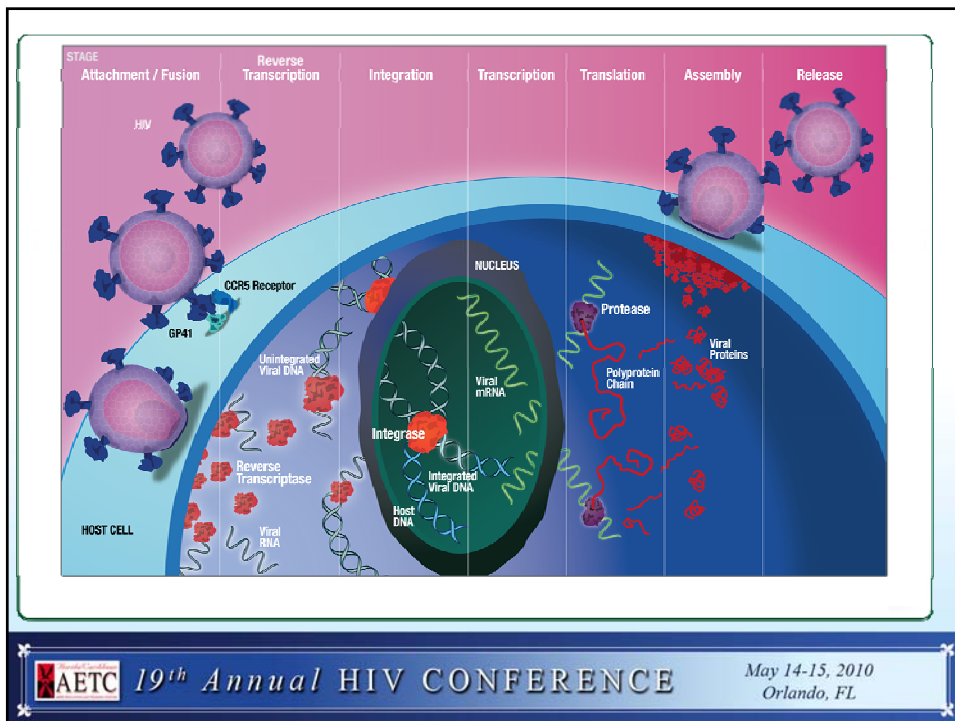 STAGE
Attachment / Fusion
Reverse
Transcription
Integration
Transcription
Translation
Assembly
Release
HIV
CCR5 Receptor
GP41
NUCLEUS
Protease
Unintegrated
Viral DNA
Viral
mRNA
Polyprotein
Chain
Viral
Proteins
Integrase
Reverse
Transcriptase
Integrated
Viral DNA
Host
DNA
HOST CELL
Viral
RNA
Florida/Caribbean
AETC
19th Annual HIV CONFERENCE
May 14-15, 2010
Orlando, FL